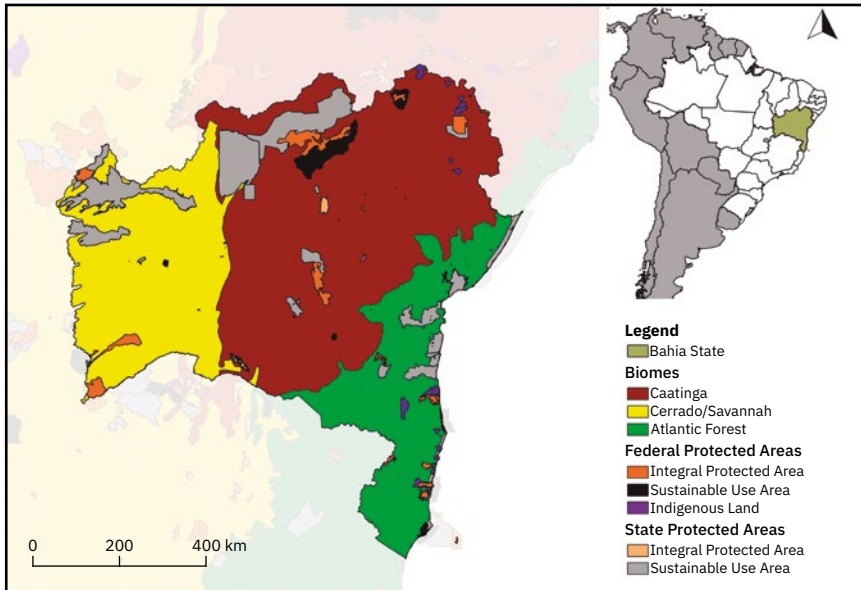 Legend
Bahia State
Biomes
Caatinga
Cerrado/Savannah
Atlantic Forest
Federal Protected Areas
Integral Protected Area
Sustainable Use Area
Indigenous Land
State Protected Areas
Integral Protected Area
Sustainable Use Area
0 200 400 km